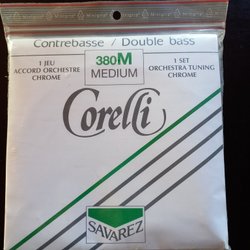 Contrebasse / Double bass
380M
MEDIUM
1 JEU
ACCORD ORCHESTRE
CHROME
1 SET
ORCHESTRA TUNING
CHROME
Corelli
SAVAREZ